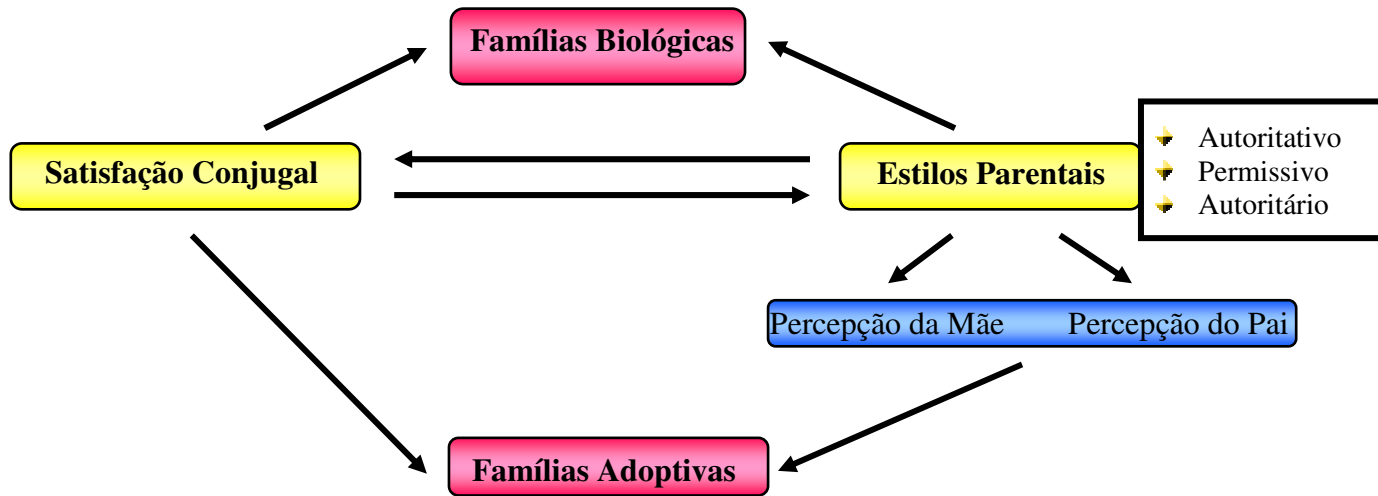 Famílias Biológicas
Satisfação Conjugal
Estilos Parentais
Autoritativo
Permissivo
Autoritário
Percepção da Mãe
Percepção do Pai
Famílias Adoptivas